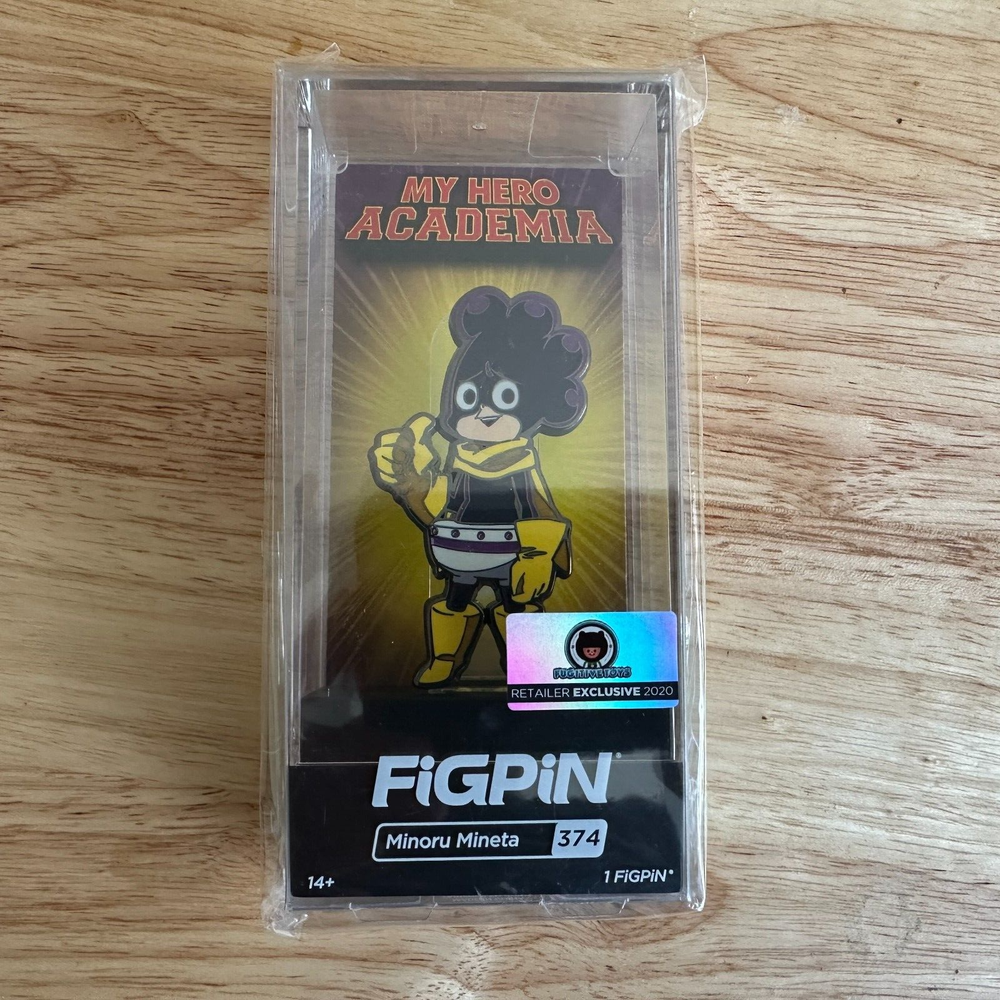 MY HERO
ACADEMIA
FUGITIVE TOYS
RETAILER EXCLUSIVE 2020
FiGPiN®
Minoru Mineta 374
14+
1 FiGPiN®